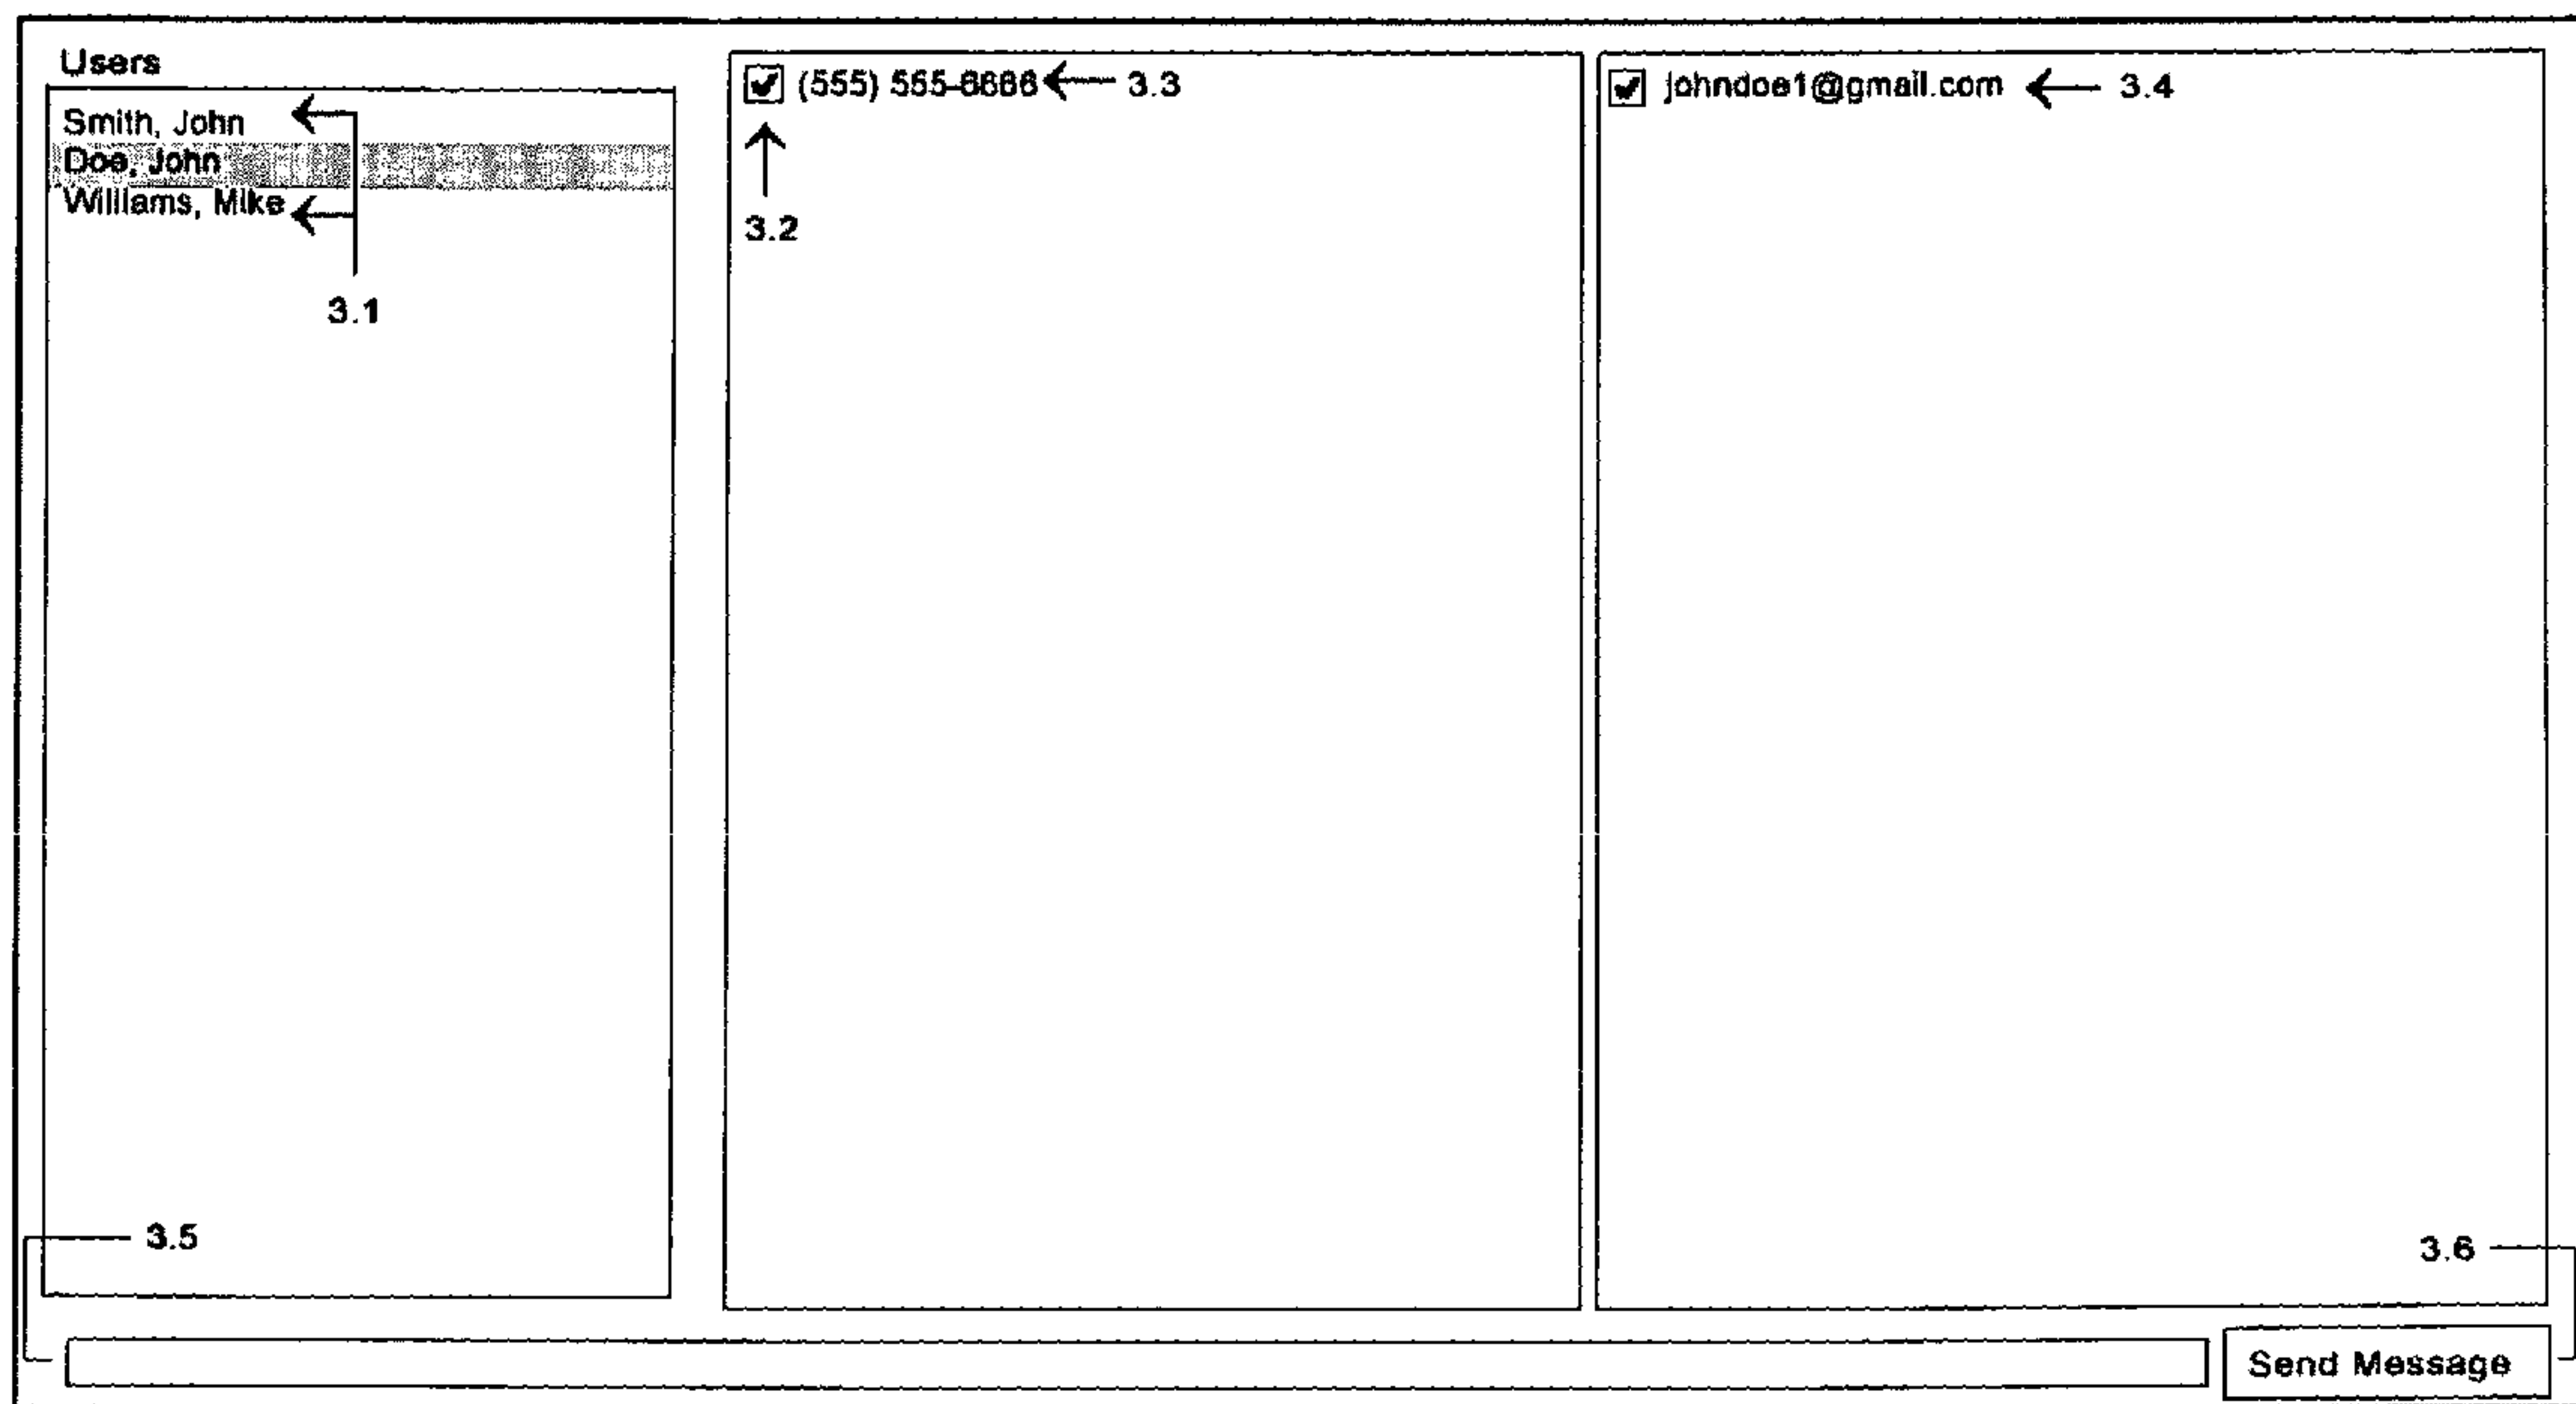 Users
Smith, John
Doe, John
Williams, Mike
3.1
(555) 555-6666 3.3
3.2
johndoe1@gmail.com 3.4
3.5
3.6
Send Message